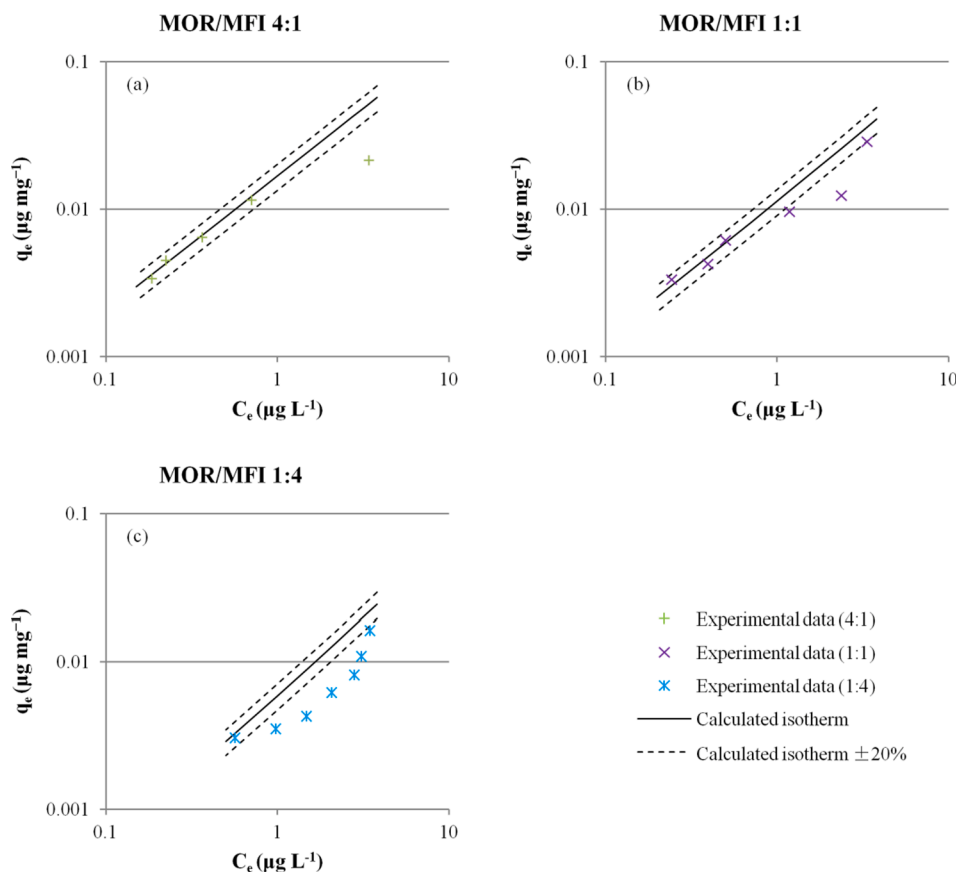 MOR/MFI 4:1
(a)
0.1
0.01
0.001
0.1 1 10
qₑ (µg mg⁻¹)
Cₑ (µg L⁻¹)
MOR/MFI 1:1
(b)
0.1
0.01
0.001
0.1 1 10
qₑ (µg mg⁻¹)
Cₑ (µg L⁻¹)
MOR/MFI 1:4
(c)
0.1
0.01
0.001
0.1 1 10
qₑ (µg mg⁻¹)
Cₑ (µg L⁻¹)
Experimental data (4:1)
Experimental data (1:1)
Experimental data (1:4)
Calculated isotherm
Calculated isotherm ±20%